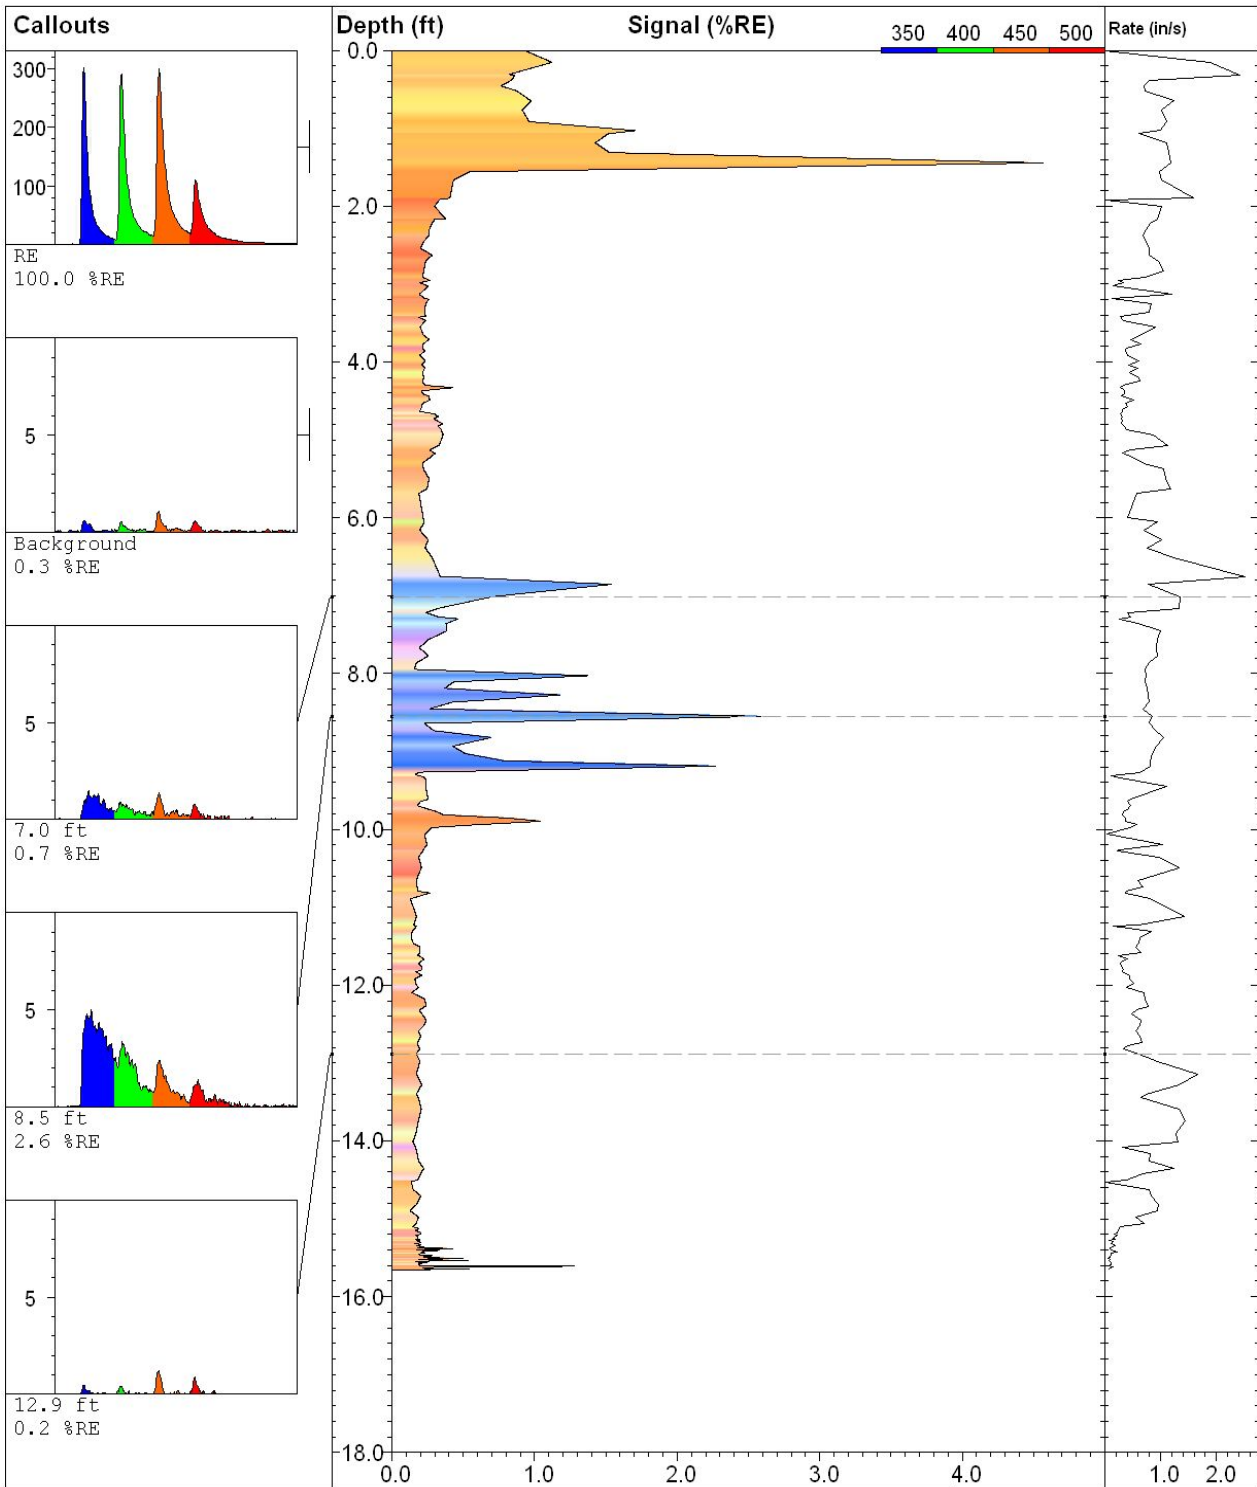 Callouts
Depth (ft)
Signal (%RE)
350 400 450 500
Rate (in/s)
300
200
100
RE
100.0 %RE
5
Background
0.3 %RE
5
7.0 ft
0.7 %RE
5
8.5 ft
2.6 %RE
5
12.9 ft
0.2 %RE
0.0
2.0
4.0
6.0
8.0
10.0
12.0
14.0
16.0
18.0
0.0 1.0 2.0 3.0 4.0
1.0 2.0